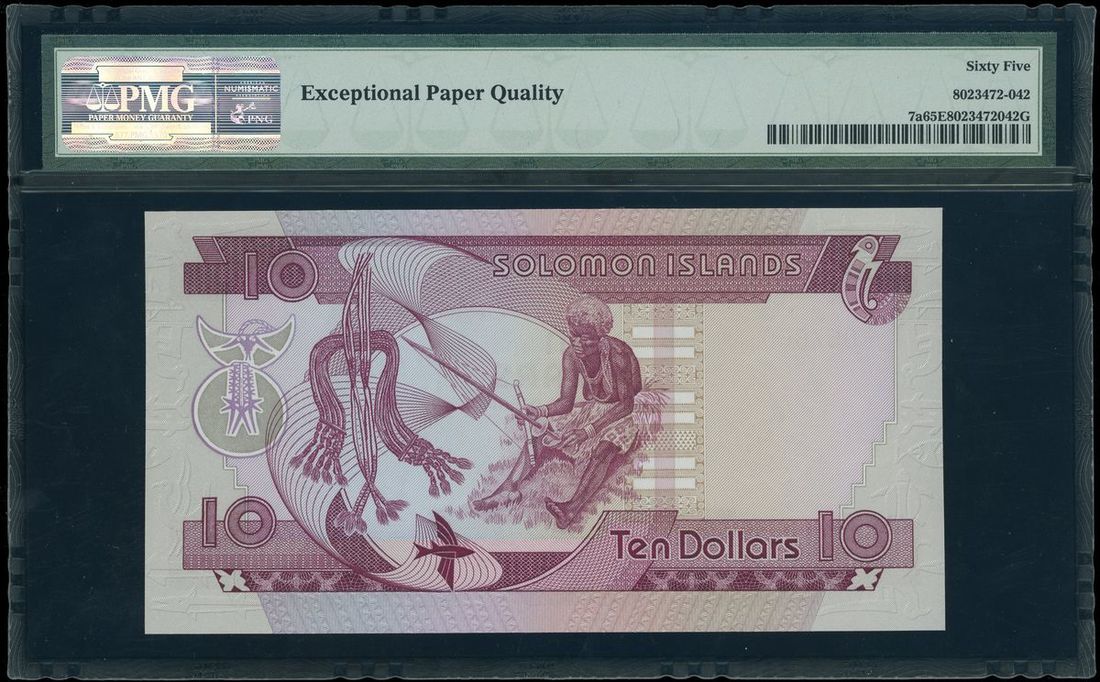 PMG
PAPER MONEY GUARANTY
NUMISMATIC
PNG
Exceptional Paper Quality
Sixty Five
8023472-042
7a65E8023472042G
10
SOLOMON ISLANDS
10
Ten Dollars
10